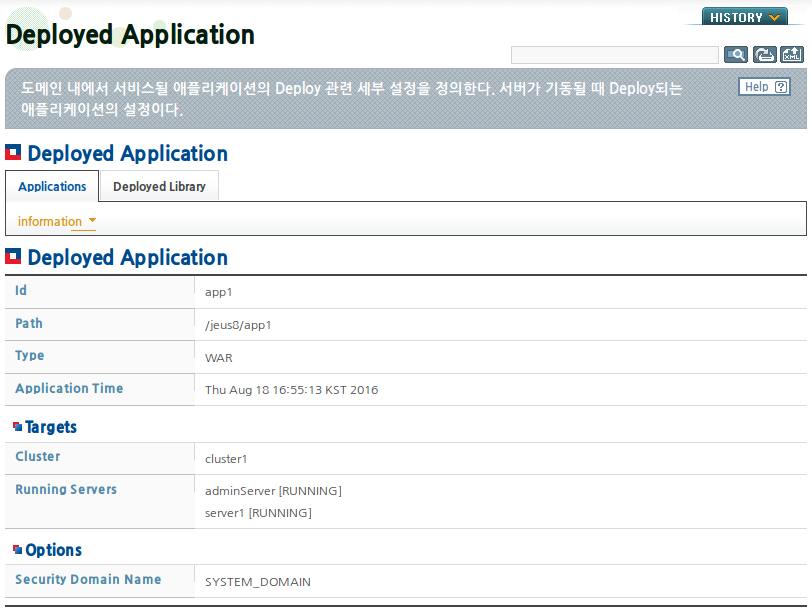 HISTORY
Deployed Application
XML
도메인 내에서 서비스될 애플리케이션의 Deploy 관련 세부 설정을 정의한다. 서버가 기동될 때 Deploy되는
애플리케이션의 설정이다.
Help ?
Deployed Application
Applications Deployed Library
information
Deployed Application
Id app1
Path /jeus8/app1
Type WAR
Application Time Thu Aug 18 16:55:13 KST 2016
Targets
Cluster cluster1
Running Servers adminServer [RUNNING]
server1 [RUNNING]
Options
Security Domain Name SYSTEM_DOMAIN